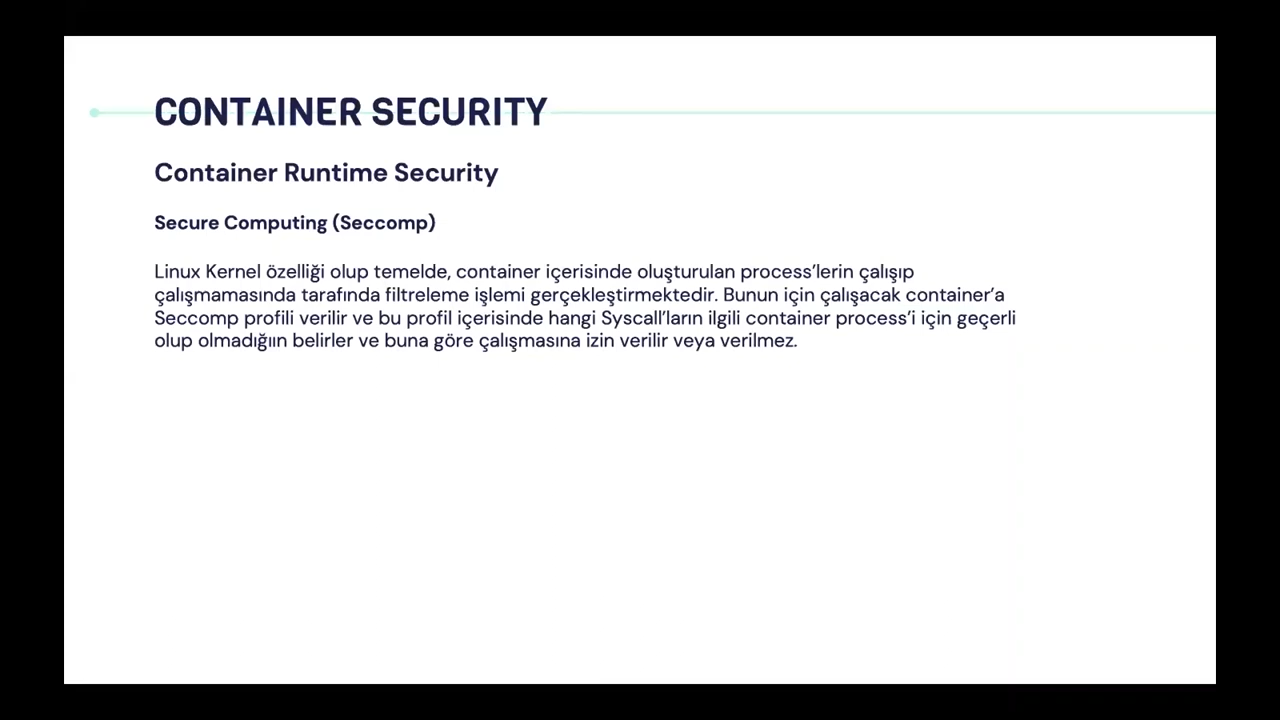 CONTAINER SECURITY
Container Runtime Security
Secure Computing (Seccomp)
Linux Kernel özelliği olup temelde, container içerisinde oluşturulan process’lerin çalışıp
çalışmamasında tarafında filtreleme işlemi gerçekleştirmektedir. Bunun için çalışacak container’a
Seccomp profili verilir ve bu profil içerisinde hangi Syscall’ların ilgili container process’i için geçerli
olup olmadığıın belirler ve buna göre çalışmasına izin verilir veya verilmez.